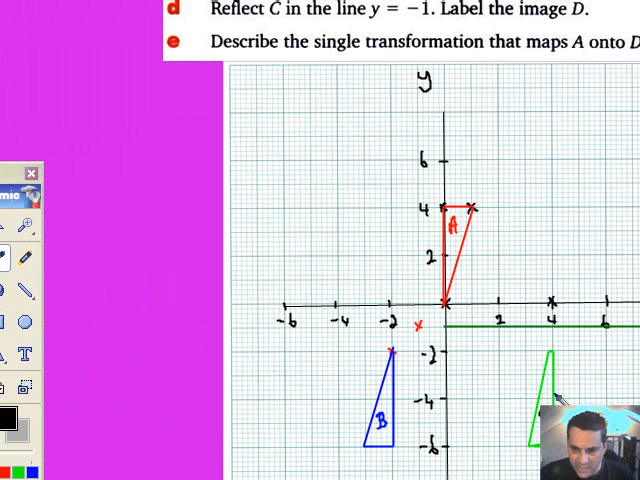 d Reflect C in the line y = −1. Label the image D.
e Describe the single transformation that maps A onto D
y
6
4
A
2
-6 -4 -2 2 4 6
-2
-4
B
-6
T